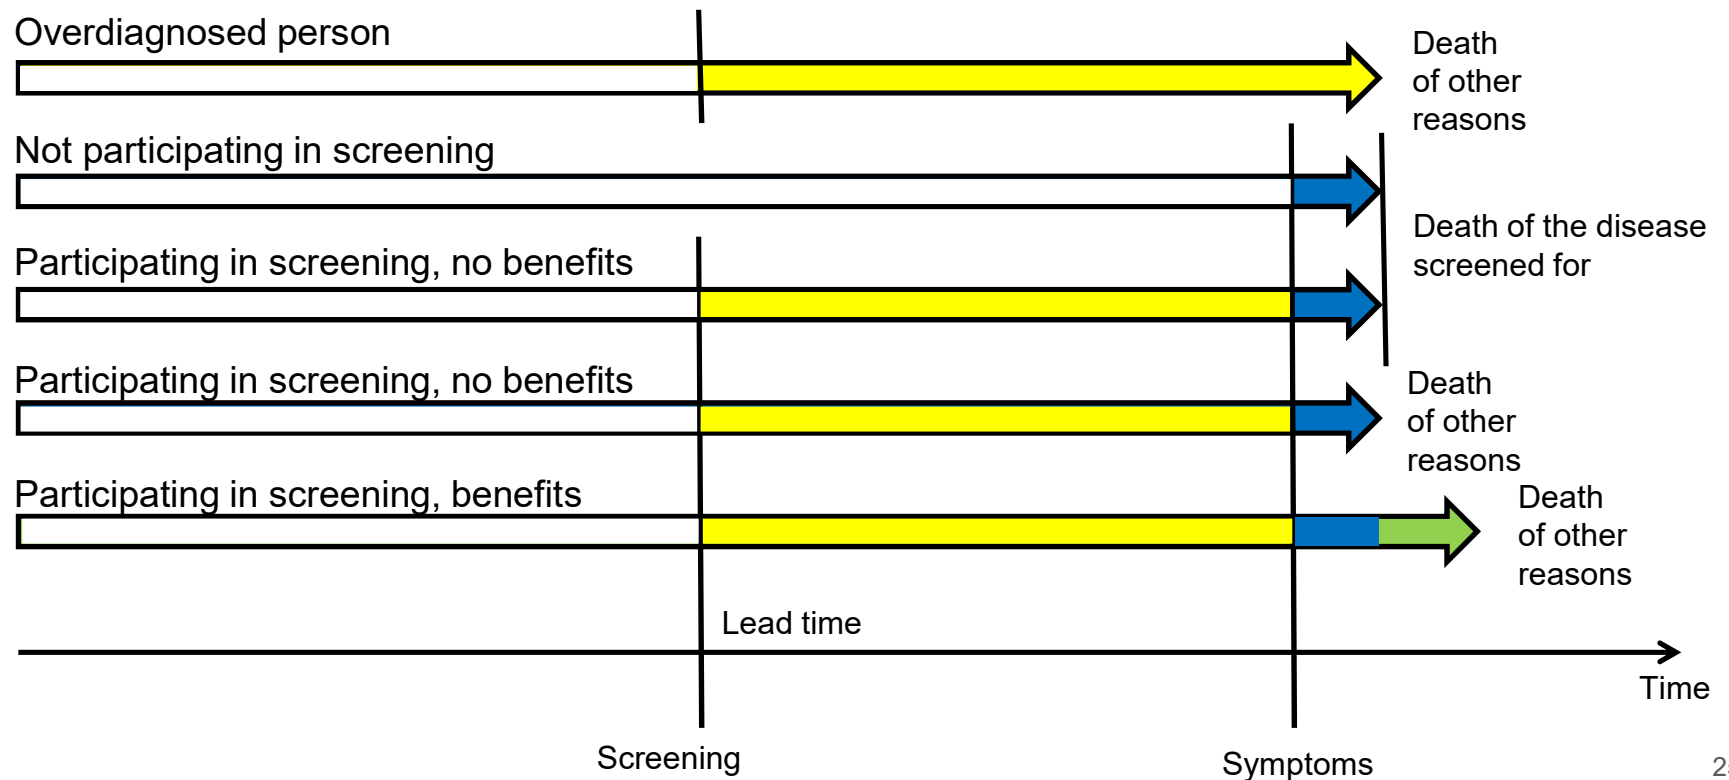 Overdiagnosed person
Death
of other
reasons
Not participating in screening
Death of the disease
screened for
Participating in screening, no benefits
Participating in screening, no benefits
Death
of other
reasons
Participating in screening, benefits
Death
of other
reasons
Lead time
Time
Screening
Symptoms